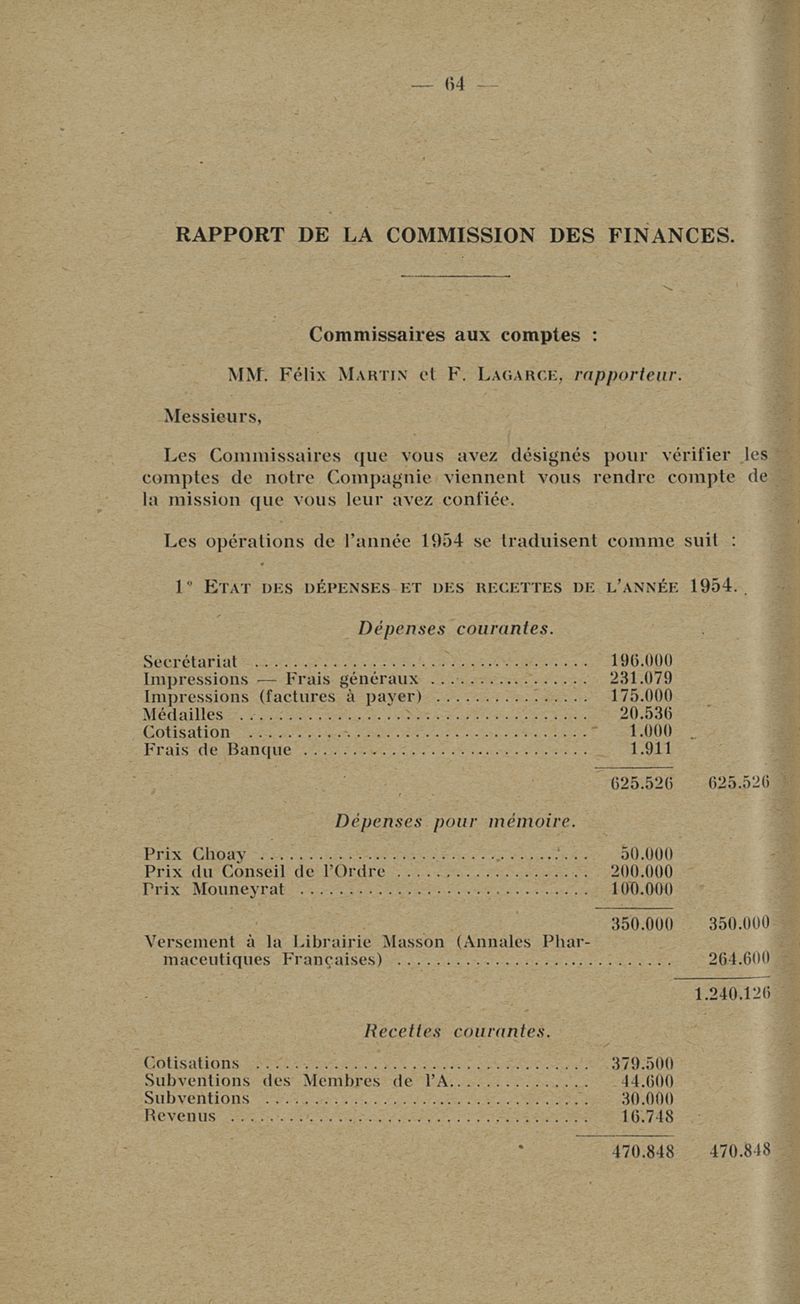 — 64 —
RAPPORT DE LA COMMISSION DES FINANCES.
Commissaires aux comptes :
MM. Félix MARTIN et F. LAGARCE, rapporteur.
Messieurs,
Les Commissaires que vous avez désignés pour vérifier les
comptes de notre Compagnie viennent vous rendre compte de
la mission que vous leur avez confiée.
Les opérations de l'année 1954 se traduisent comme suit :
1° ETAT DES DÉPENSES ET DES RECETTES DE L'ANNÉE 1954.
Dépenses courantes.
Secrétariat ........ 196.000
Impressions — Frais généraux ........ 231.079
Impressions (factures à payer) ........ 175.000
Médailles ........ 20.536
Cotisation ........ 1.000
Frais de Banque ........ 1.911
625.526 625.526
Dépenses pour mémoire.
Prix Choay ........ 50.000
Prix du Conseil de l'Ordre ........ 200.000
Prix Mouneyrat ........ 100.000
350.000 350.000
Versement à la Librairie Masson (Annales Phar-
maceutiques Françaises) ........ 264.600
1.240.126
Recettes courantes.
Cotisations ........ 379.500
Subventions des Membres de l'A........ 44.600
Subventions ........ 30.000
Revenus ........ 16.748
470.848 470.848